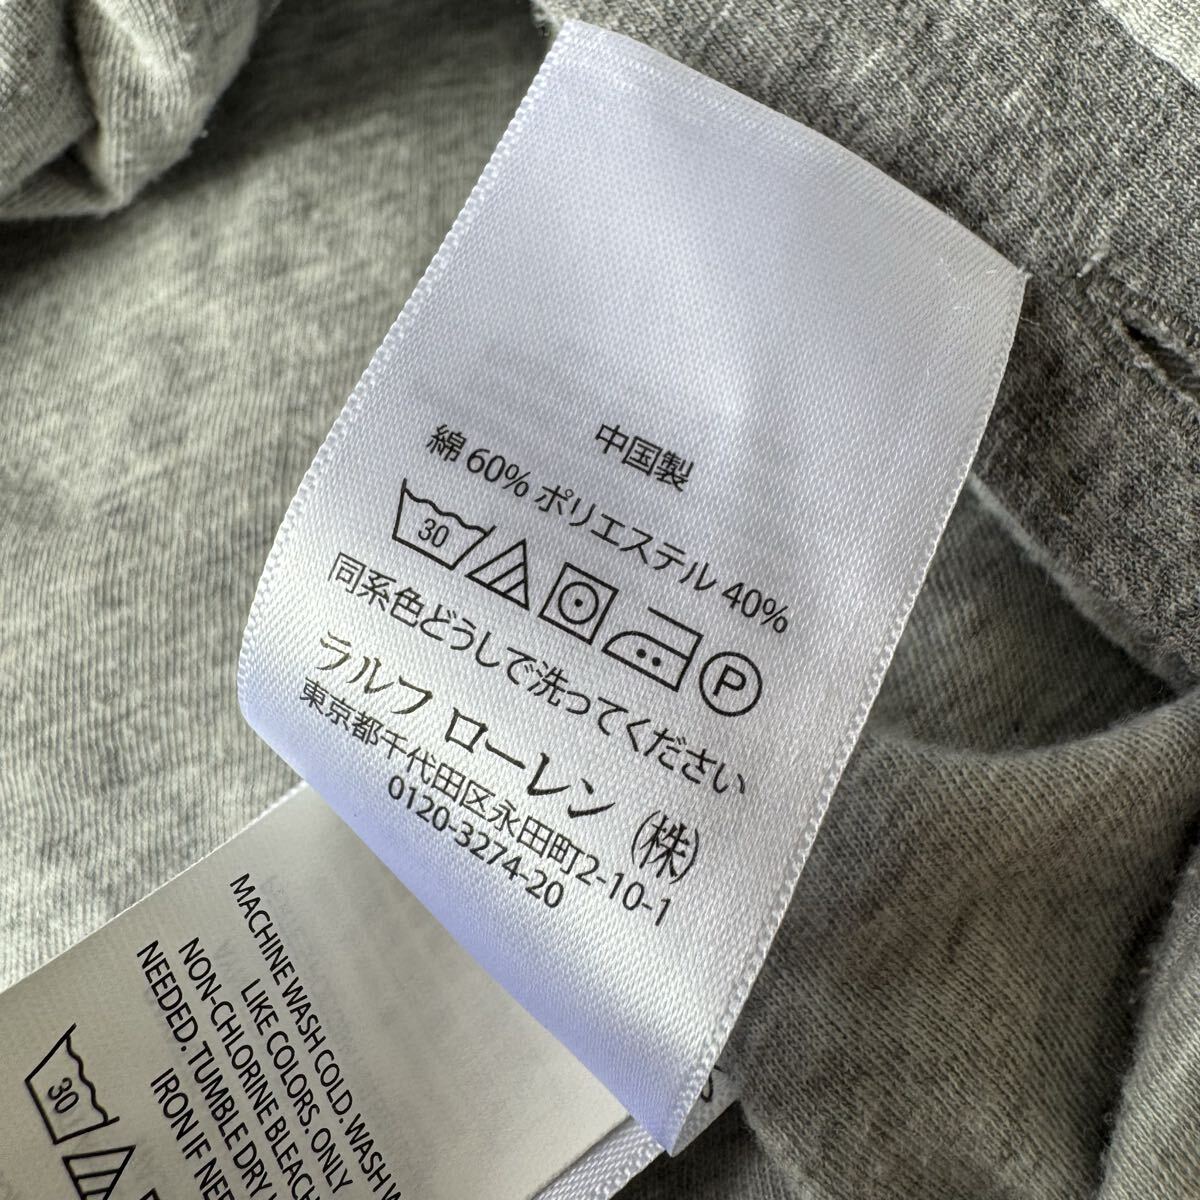 中国製
綿 60% ポリエステル 40%
30 P
同系色どうしで洗ってください
ラルフ ローレン (株)
東京都千代田区永田町2-10-1
0120-3274-20
MACHINE WASH COLD. WASH
LIKE COLORS. ONLY
NON-CHLORINE BLEACH
NEEDED. TUMBLE DRY
IRON IF
30